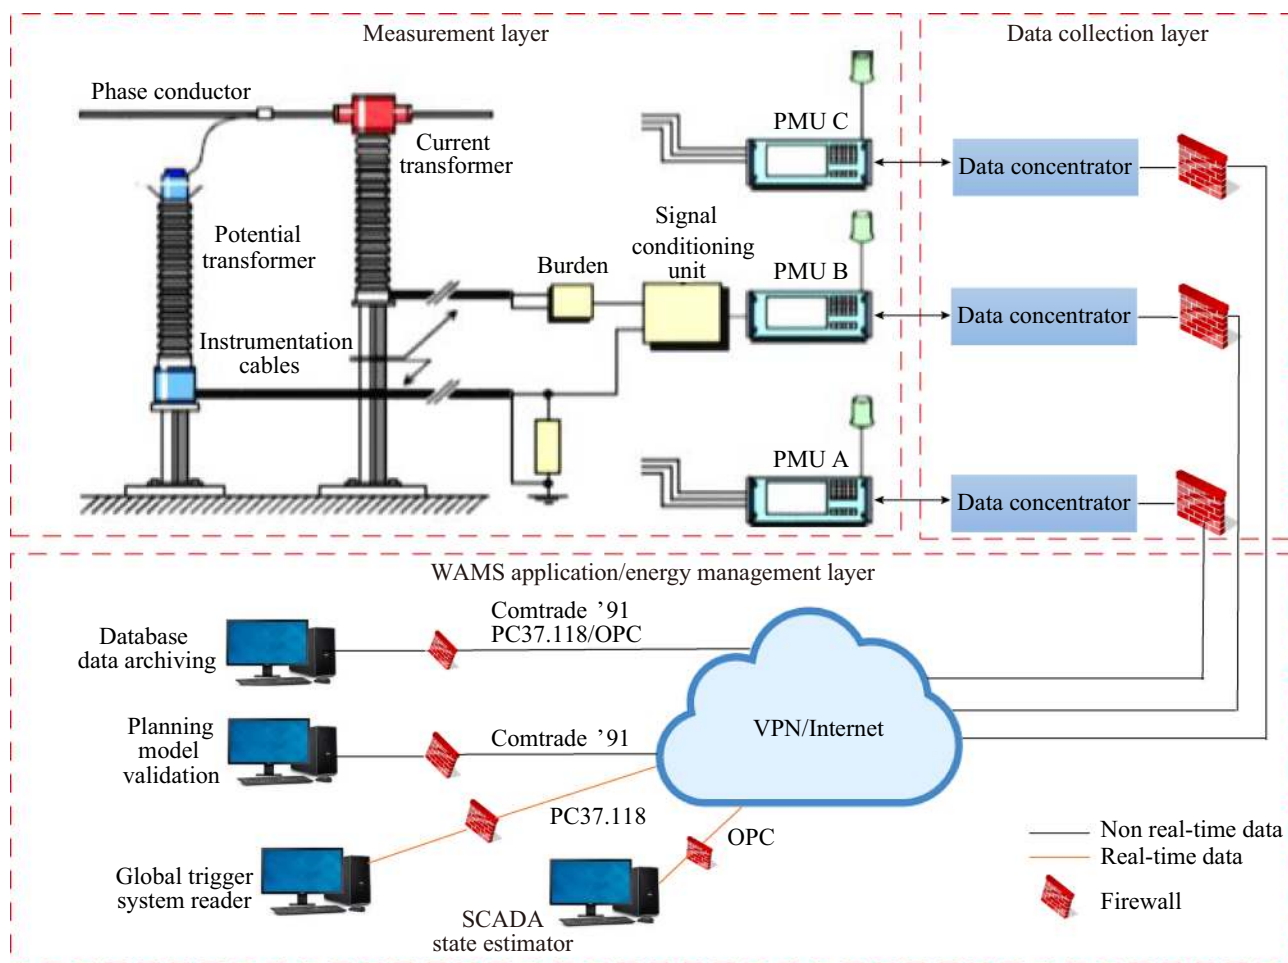 Measurement layer
Data collection layer
Phase conductor
Current
transformer
Potential
transformer
Instrumentation
cables
Burden
Signal
conditioning
unit
PMU C
PMU B
PMU A
Data concentrator
Data concentrator
Data concentrator
WAMS application/energy management layer
Database
data archiving
Comtrade ’91
PC37.118/OPC
Planning
model
validation
Comtrade ’91
VPN/Internet
PC37.118
OPC
Global trigger
system reader
SCADA
state estimator
Non real-time data
Real-time data
Firewall